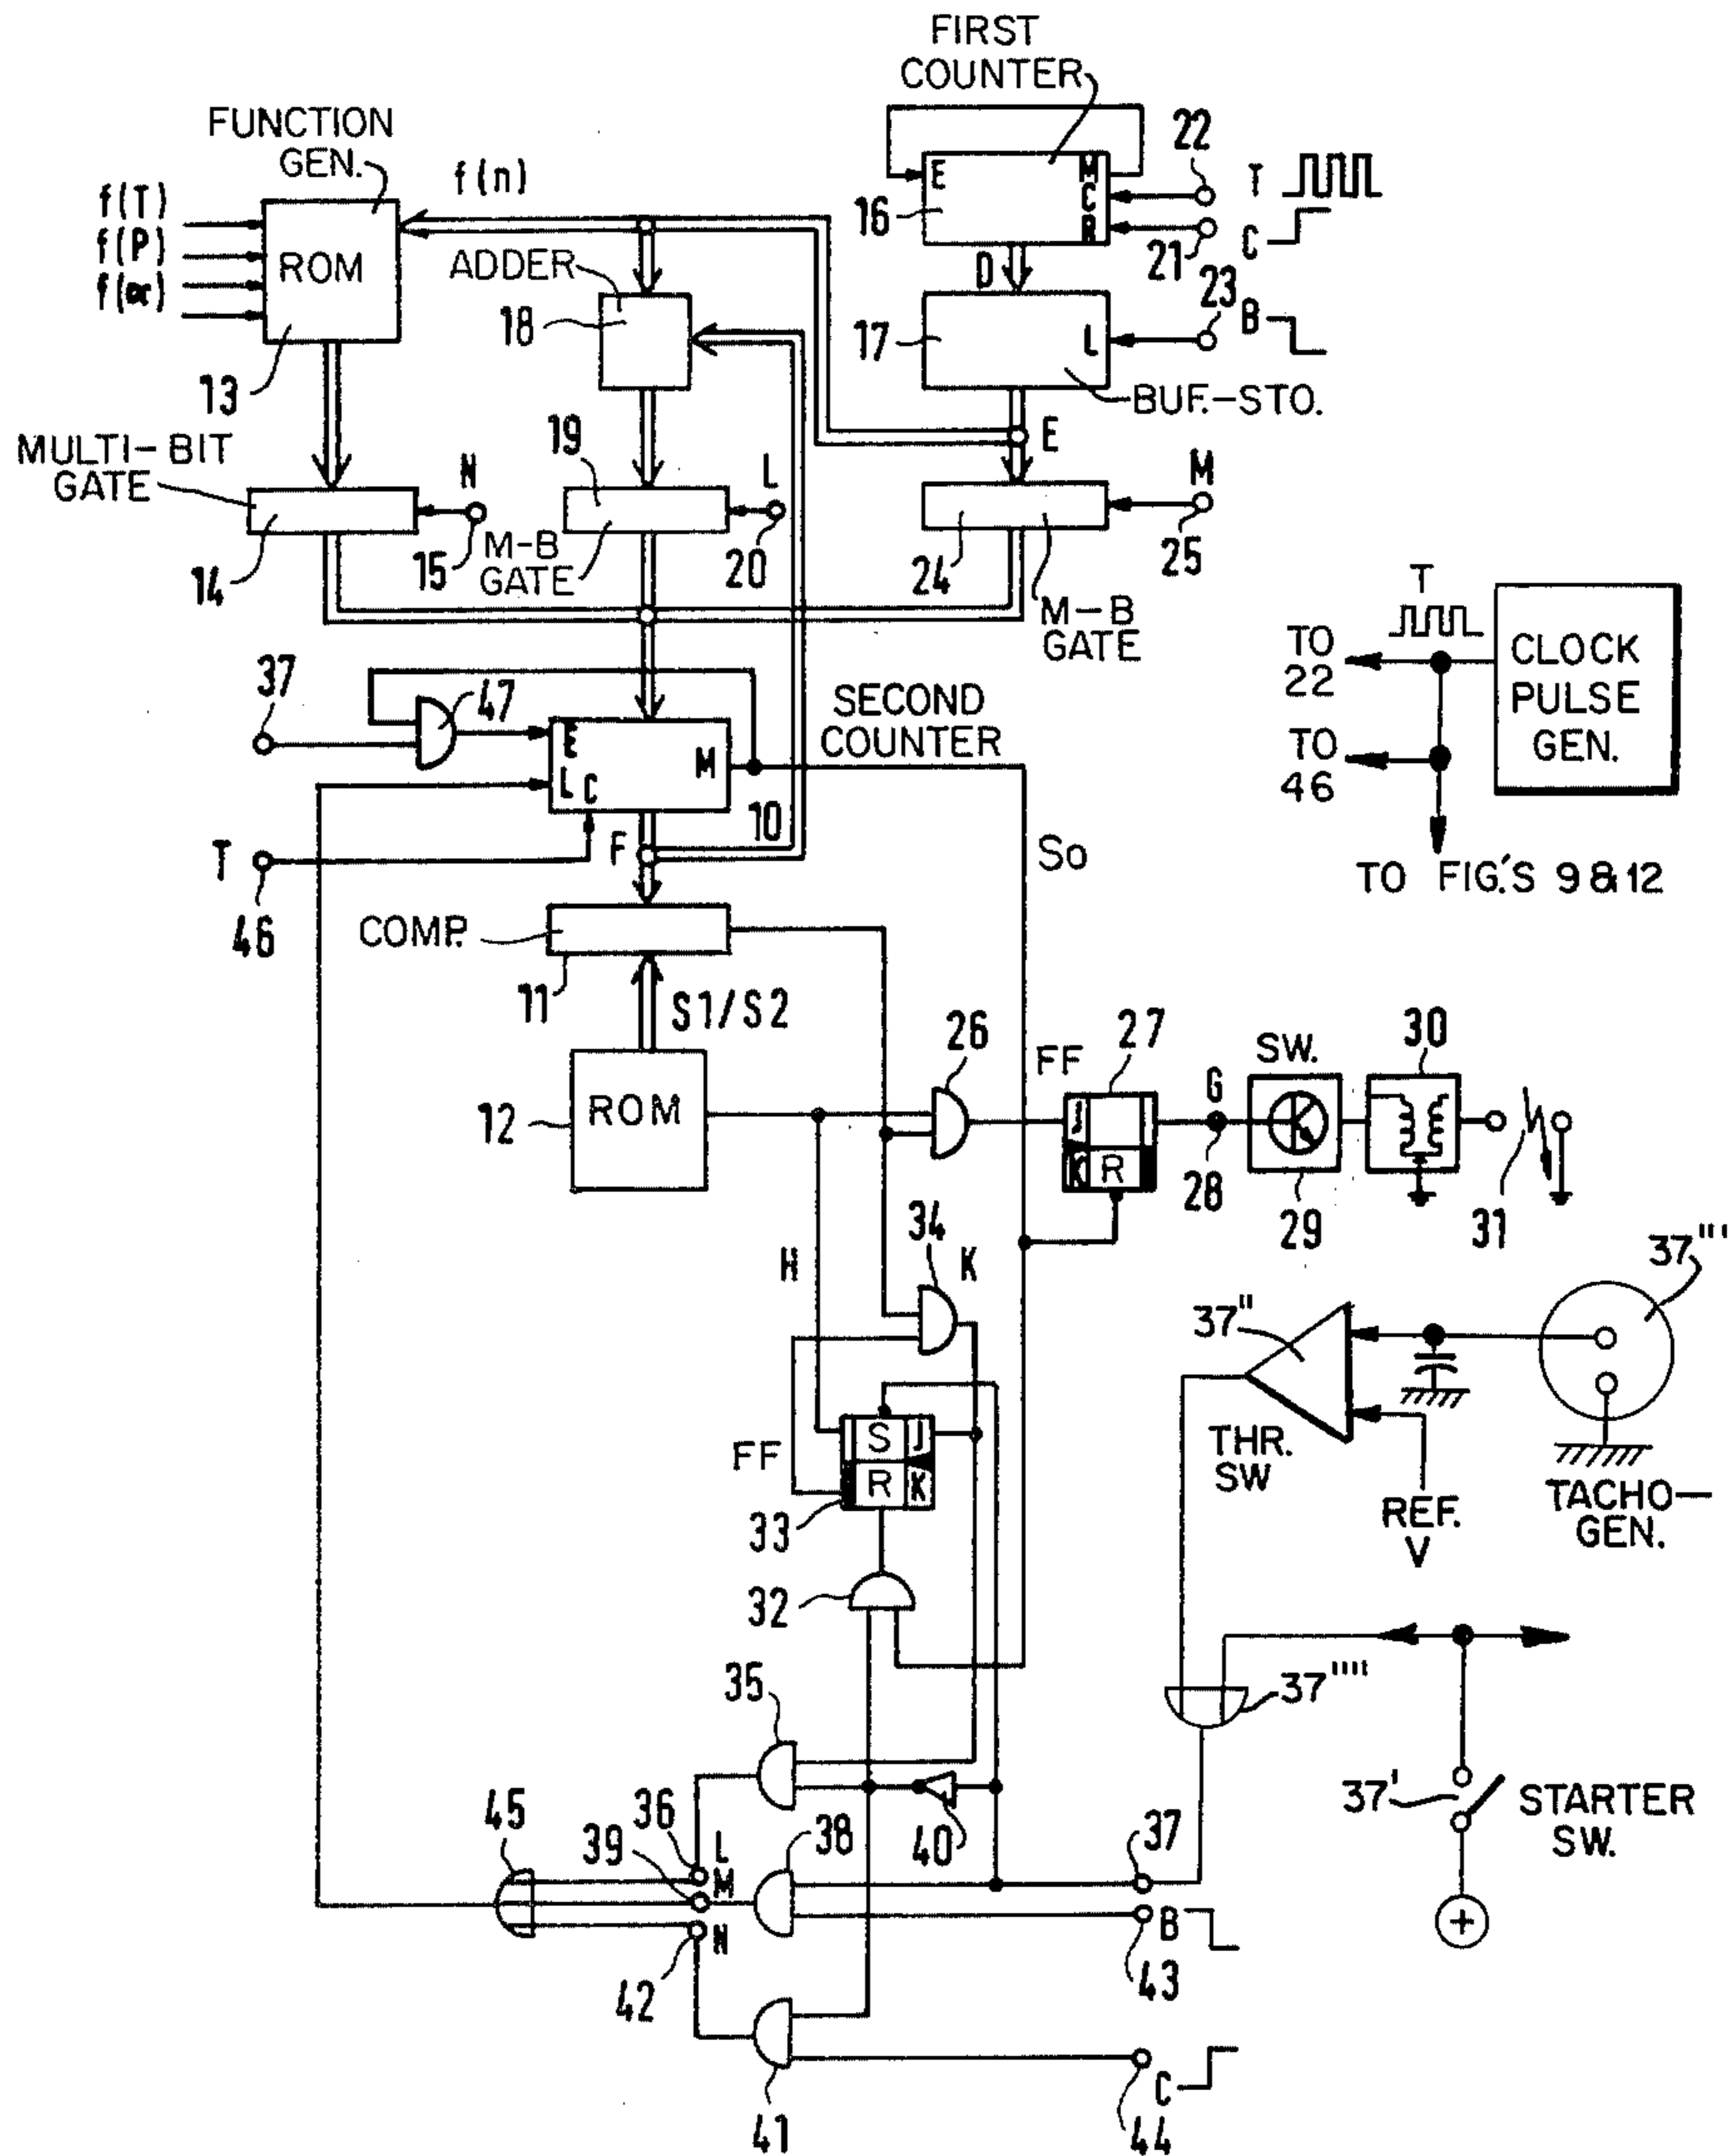 FIRST
COUNTER
FUNCTION
GEN.
f(T)
f(P)
f(α)
ROM
13
f(n)
E
M
C
R
16
22
T
21
C
D
ADDER
18
17
L
23
B
BUF.-STO.
E
MULTI-BIT
GATE
14
N
15
19
L
20
M-B
GATE
24
M
25
M-B
GATE
T
TO
22
TO
46
CLOCK
PULSE
GEN.
TO FIG.'S 9 & 12
37
47
E
L
C
M
SECOND
COUNTER
10
F
T
46
So
COMP.
11
S1/S2
12
ROM
26
FF
27
J
K
R
G
28
SW.
29
30
31
H
34
K
FF
S
J
R
K
33
32
37"
THR.
SW
REF.
V
37'''
TACHO-
GEN.
37''''
37'
STARTER
SW.
+
35
40
45
36
39
L
M
N
42
38
37
B
43
41
C
44